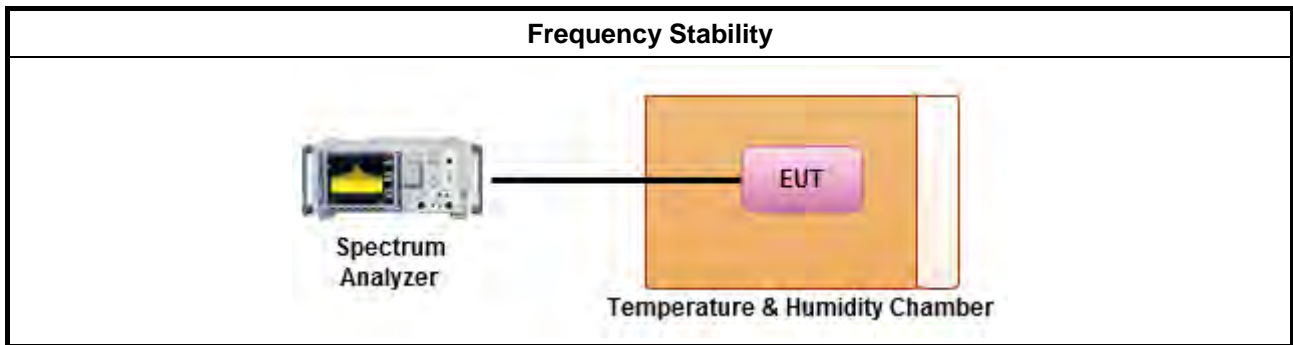 Frequency Stability
EUT
Spectrum
Analyzer
Temperature & Humidity Chamber